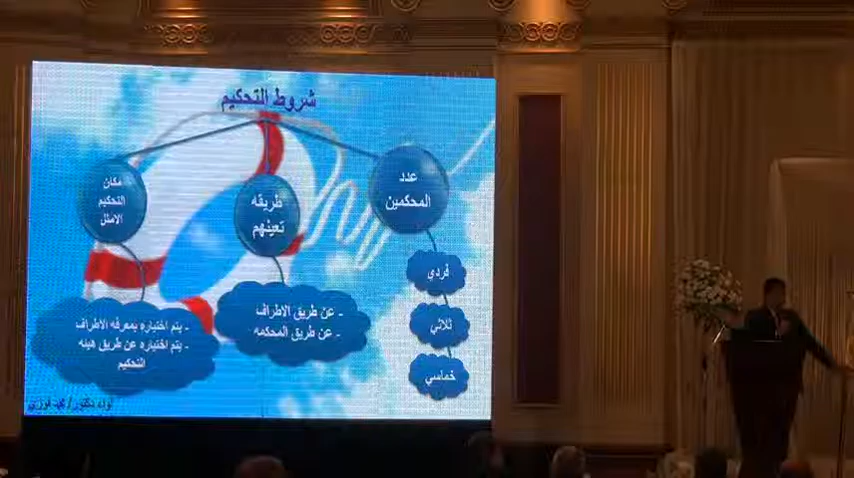 شروط التحكيم
عدد
المحكمين
فردي
ثلاثي
خماسي
طريقه
تعينهم
- عن طريق الاطراف
- عن طريق المحكمه
مكان
التحكيم
الامثل
- يتم اختياره بمعرفه الاطراف
- يتم اختياره عن طريق هيئه
التحكيم